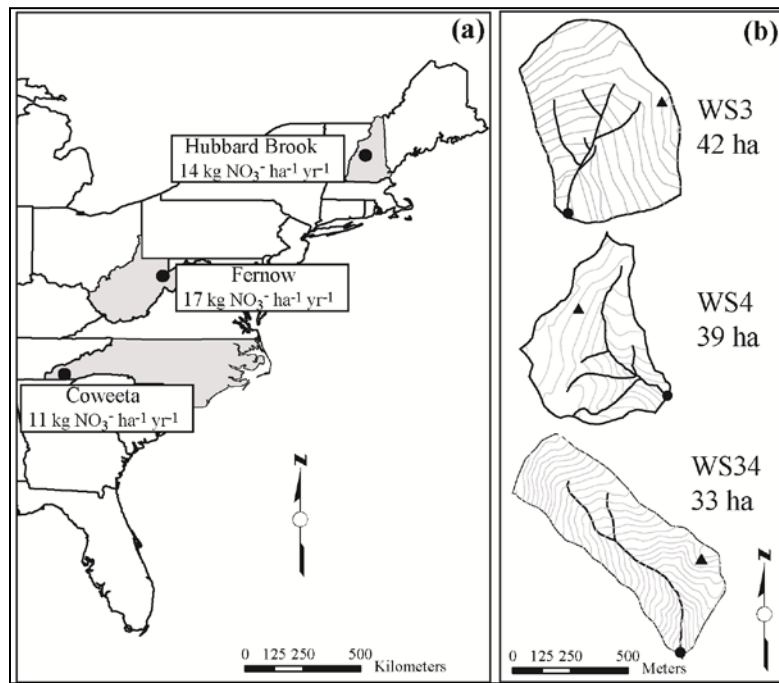 (a)
Hubbard Brook
14 kg NO₃⁻ ha⁻¹ yr⁻¹
Fernow
17 kg NO₃⁻ ha⁻¹ yr⁻¹
Coweeta
11 kg NO₃⁻ ha⁻¹ yr⁻¹
N
0 125 250 500
Kilometers
(b)
WS3
42 ha
WS4
39 ha
WS34
33 ha
N
0 125 250 500
Meters